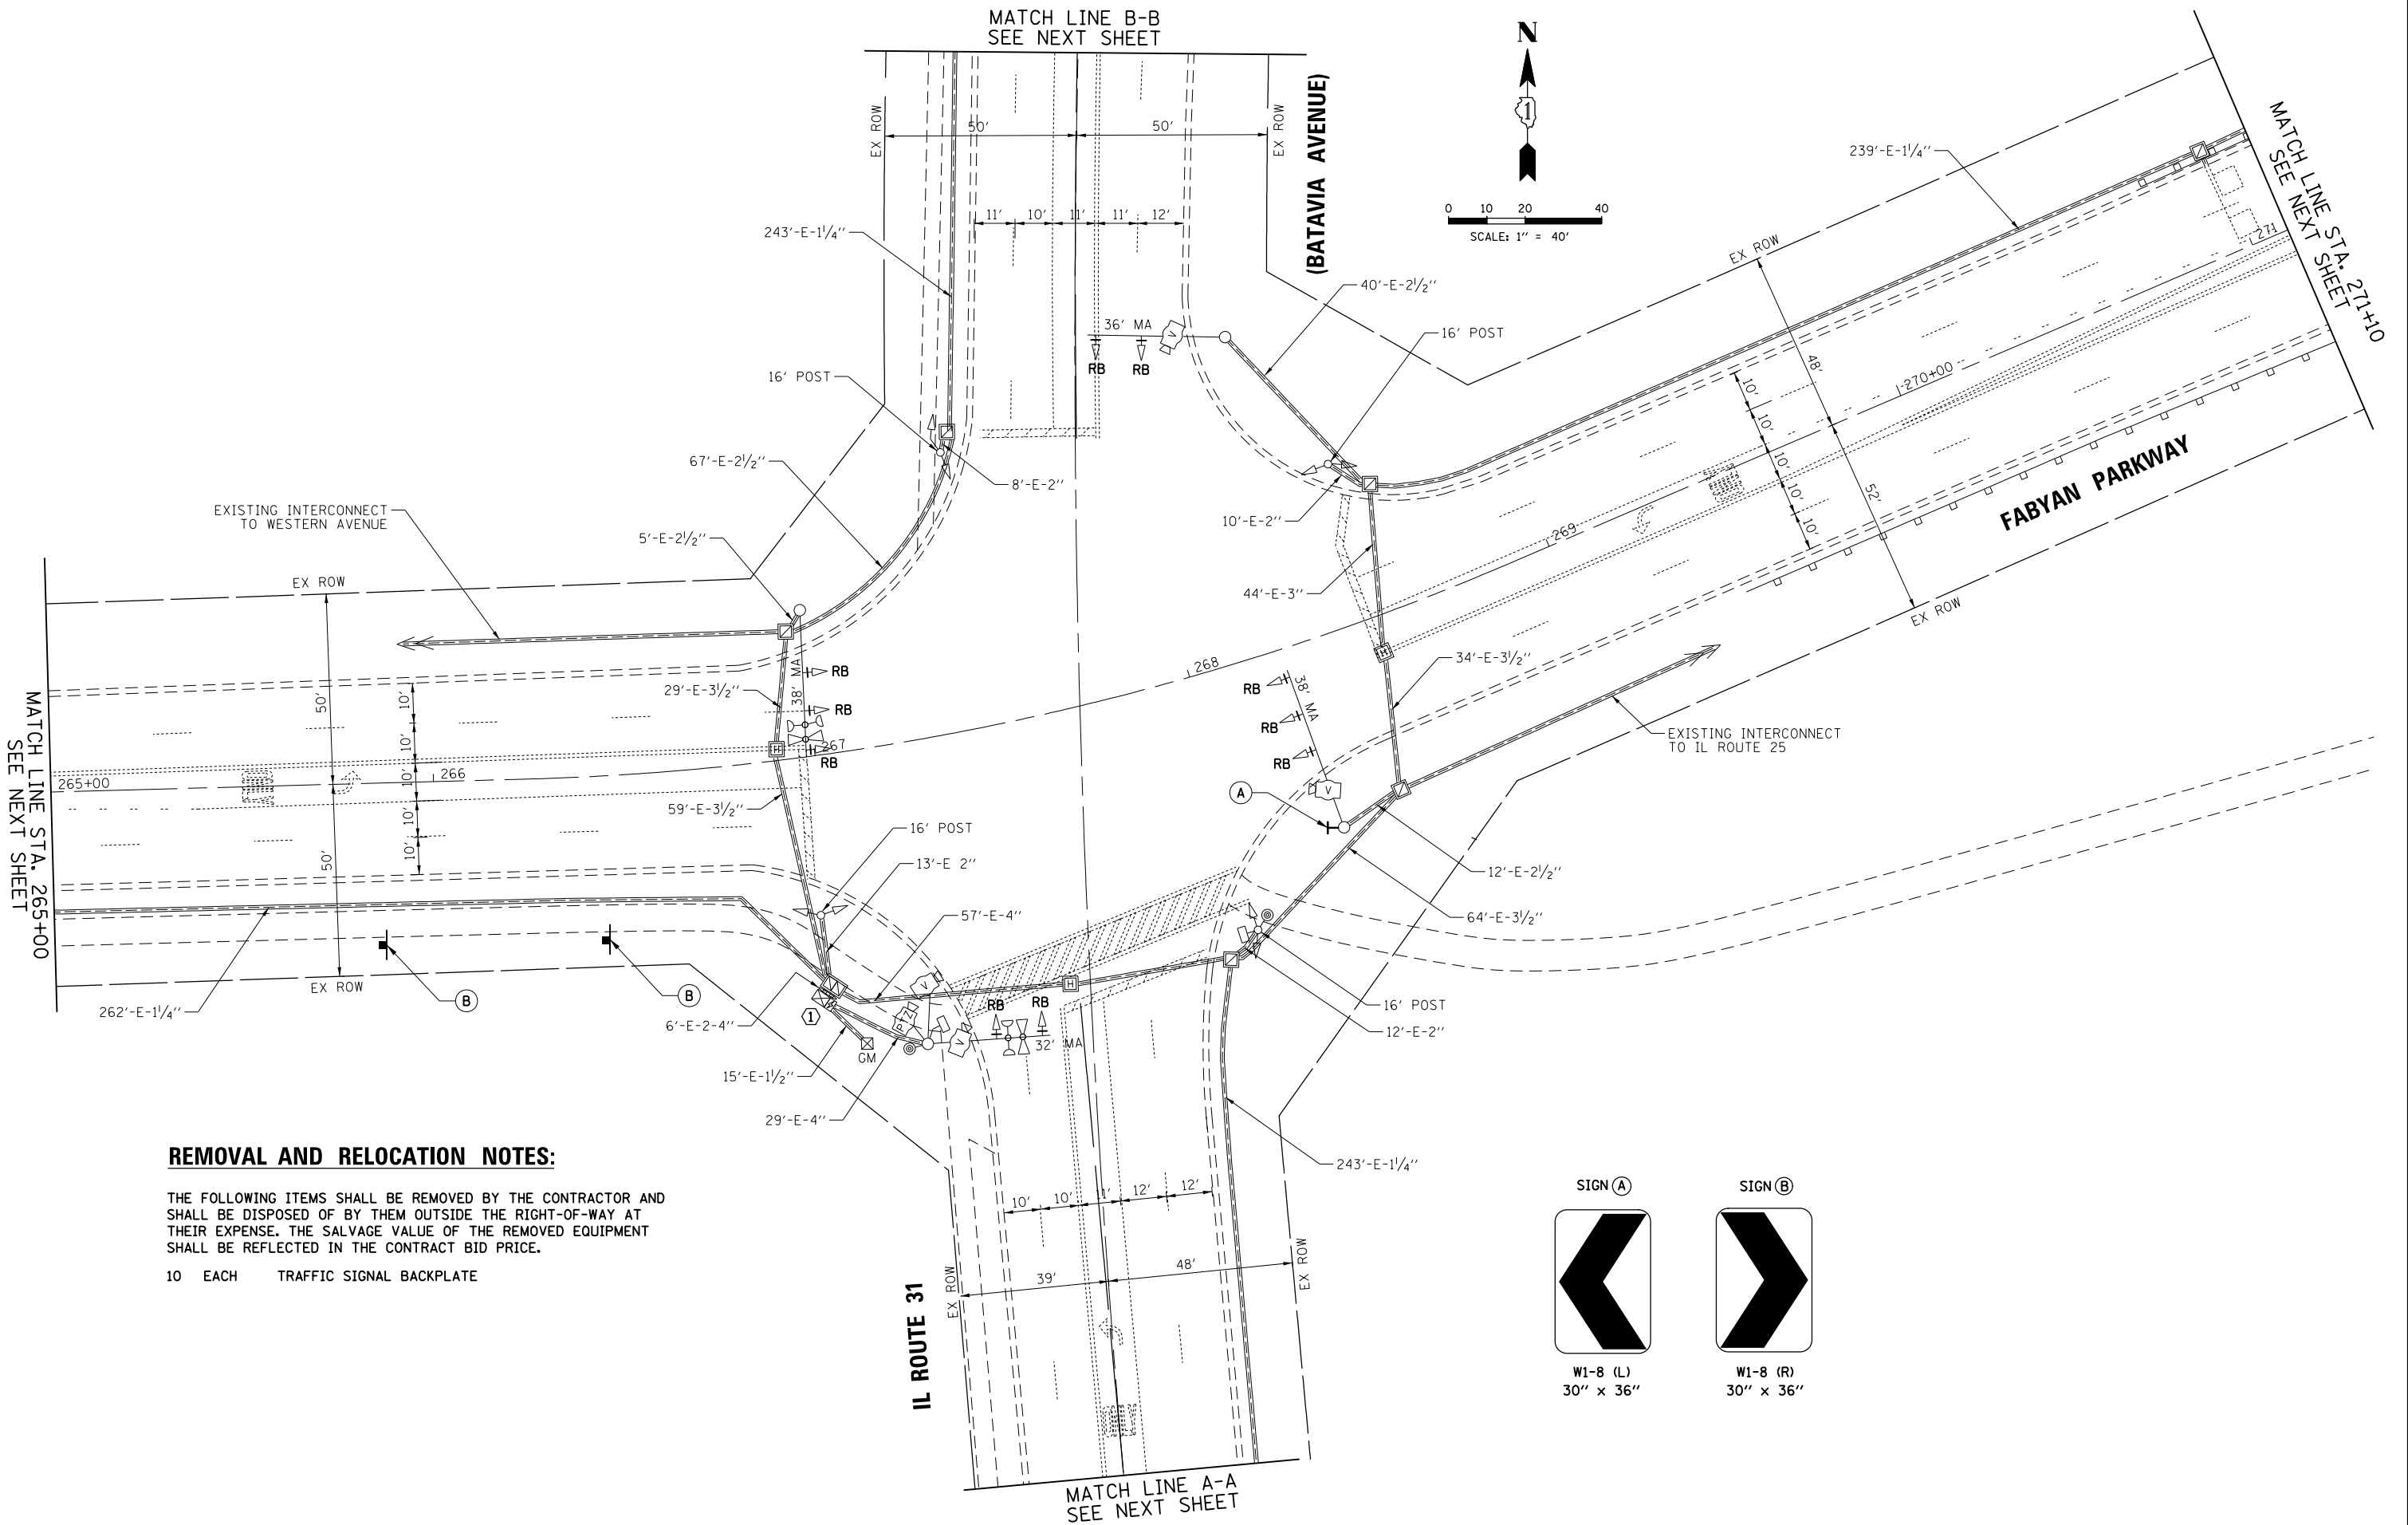 MATCH LINE B-B
SEE NEXT SHEET
N
1
EX ROW
50'
50'
EX ROW
(BATAVIA AVENUE)
0 10 20 40
SCALE: 1" = 40'
239'-E-1¼"
MATCH LINE STA. 271+10
SEE NEXT SHEET
271
243'-E-1¼"
11' 10' 11' 11' 12'
EX ROW
40'-E-2½"
36' MA
V
16' POST
RB
RB
16' POST
48'
270+00
10'
10'
10'
10'
10'
52'
FABYAN PARKWAY
67'-E-2½"
8'-E-2"
10'-E-2"
269
EXISTING INTERCONNECT
TO WESTERN AVENUE
5'-E-2½"
EX ROW
44'-E-3"
EX ROW
H
34'-E-3½"
268
38' MA
RB
29'-E-3½"
RB
H
267
RB
RB
38' MA
RB
RB
EXISTING INTERCONNECT
TO IL ROUTE 25
MATCH LINE STA. 265+00
SEE NEXT SHEET
50'
50'
10'
10'
10'
10'
10'
265+00
266
59'-E-3½"
A
V
16' POST
13'-E 2"
12'-E-2½"
57'-E-4"
64'-E-3½"
EX ROW
B
B
262'-E-1¼"
6'-E-2-4"
1
V
PTZ
V
H
RB
RB
32' MA
GM
16' POST
12'-E-2"
15'-E-1½"
29'-E-4"
REMOVAL AND RELOCATION NOTES:
THE FOLLOWING ITEMS SHALL BE REMOVED BY THE CONTRACTOR AND
SHALL BE DISPOSED OF BY THEM OUTSIDE THE RIGHT-OF-WAY AT
THEIR EXPENSE. THE SALVAGE VALUE OF THE REMOVED EQUIPMENT
SHALL BE REFLECTED IN THE CONTRACT BID PRICE.
10 EACH TRAFFIC SIGNAL BACKPLATE
243'-E-1¼"
10' 10' 11' 12' 12'
39'
48'
EX ROW
EX ROW
IL ROUTE 31
SIGN A
SIGN B
W1-8 (L)
30" x 36"
W1-8 (R)
30" x 36"
MATCH LINE A-A
SEE NEXT SHEET